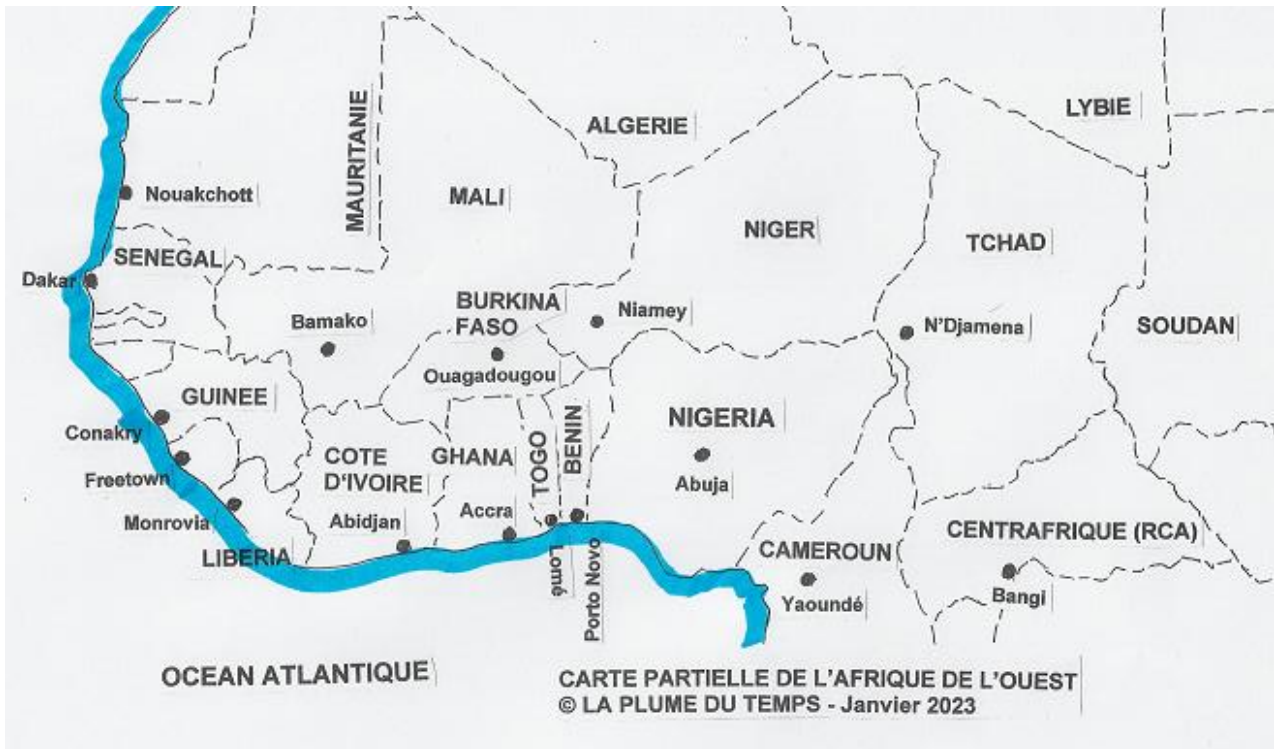 LYBIE
ALGERIE
MAURITANIE
Nouakchott
MALI
NIGER
TCHAD
SENEGAL
Dakar
BURKINA
FASO
Niamey
Bamako
N'Djamena
SOUDAN
Ouagadougou
GUINEE
NIGERIA
Conakry
COTE
D'IVOIRE
GHANA
TOGO
BENIN
Freetown
Abuja
Monrovia
Abidjan
Accra
LIBERIA
Lomé
Porto Novo
CAMEROUN
CENTRAFRIQUE (RCA)
Yaoundé
Bangi
OCEAN ATLANTIQUE
CARTE PARTIELLE DE L'AFRIQUE DE L'OUEST
© LA PLUME DU TEMPS - Janvier 2023